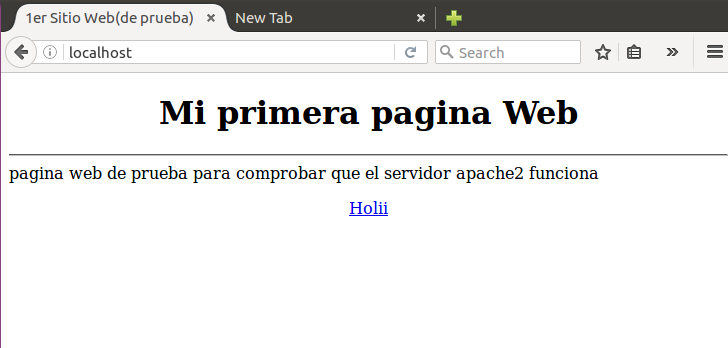 1er Sitio Web(de prueba)
New Tab
localhost
Search
Mi primera pagina Web
pagina web de prueba para comprobar que el servidor apache2 funciona
Holii